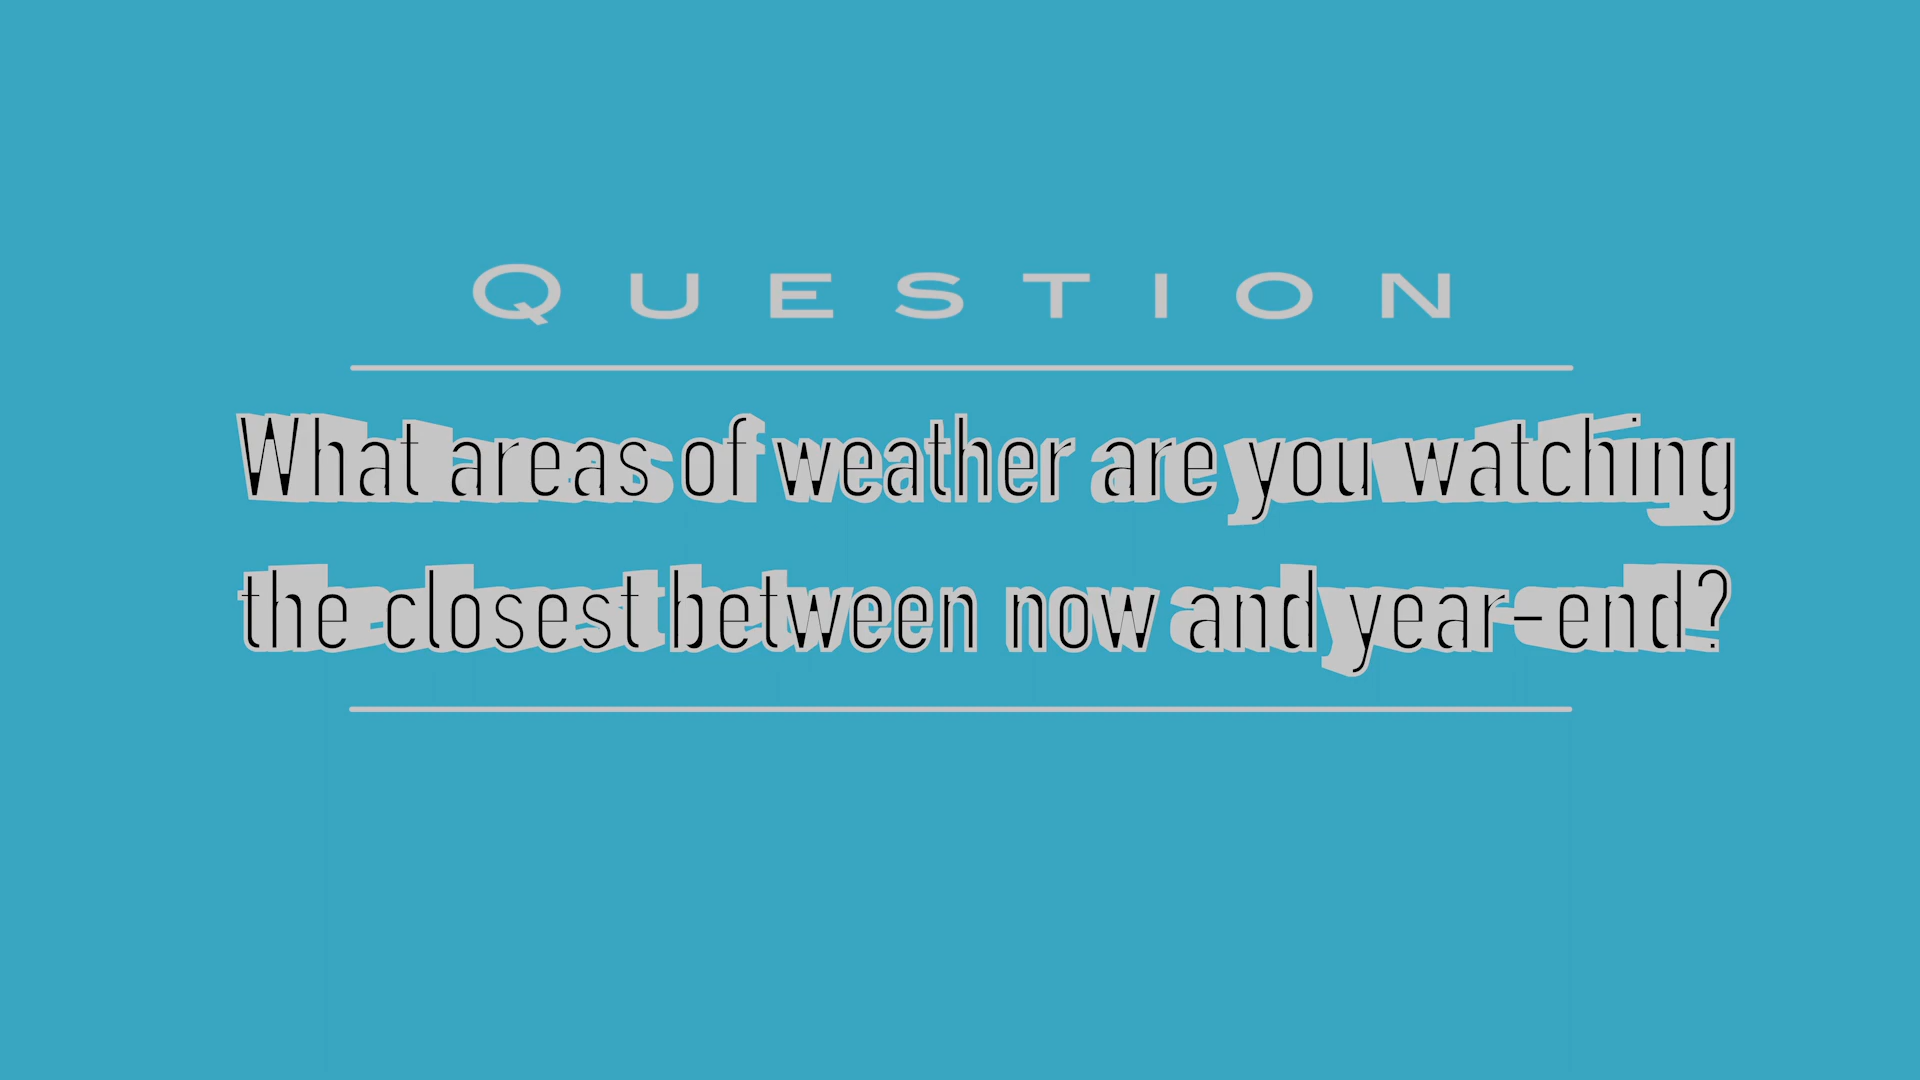 QUESTION
What areas of weather are you watching
the closest between now and year-end?